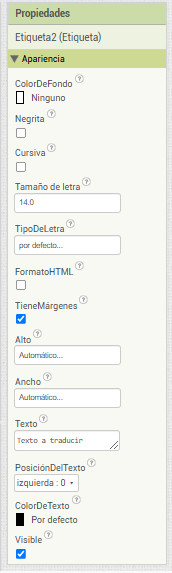 Propiedades
Etiqueta2 (Etiqueta)
Apariencia
ColorDeFondo
Ninguno
Negrita
Cursiva
Tamaño de letra
14.0
TipoDeLetra
por defecto...
FormatoHTML
TieneMárgenes
Alto
Automático...
Ancho
Automático...
Texto
Texto a traducir
PosiciónDelTexto
izquierda : 0
ColorDeTexto
Por defecto
Visible